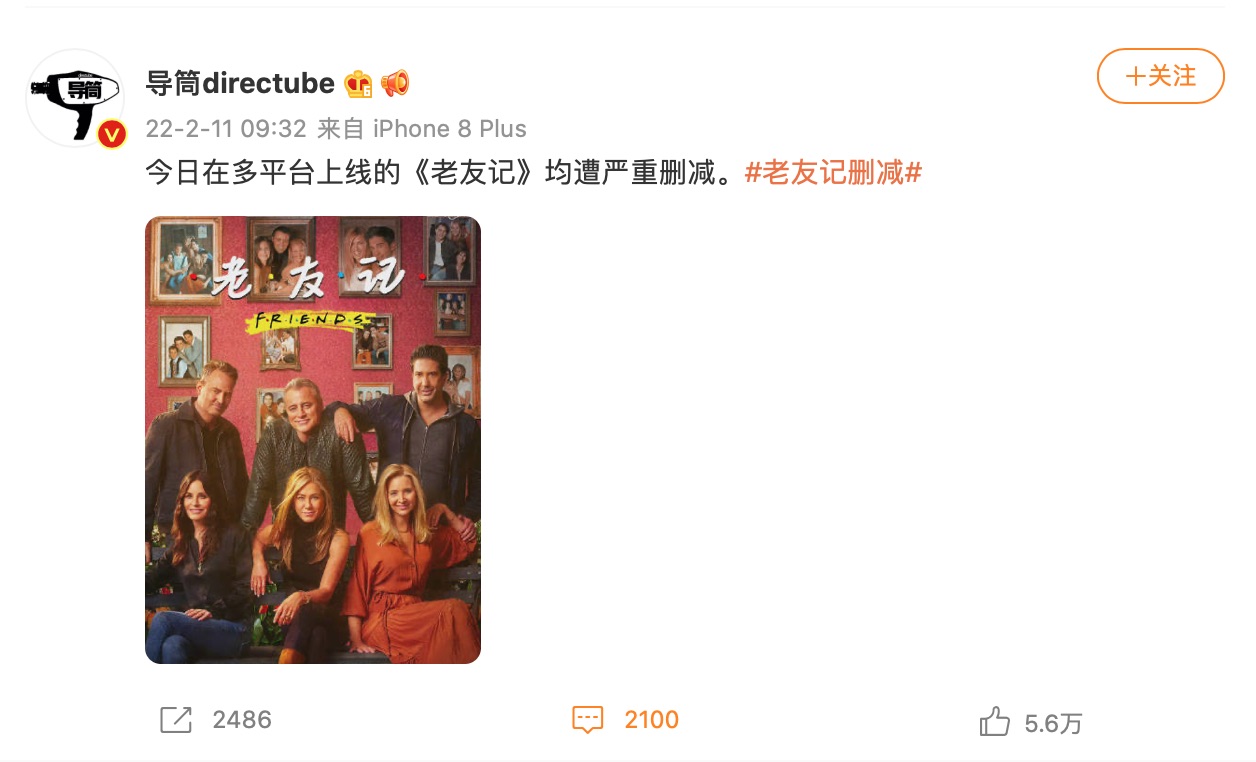 导筒directube
22-2-11 09:32 来自 iPhone 8 Plus
+关注
今日在多平台上线的《老友记》均遭严重删减。#老友记删减#
导筒
老友记
F·R·I·E·N·D·S
2486
2100
5.6万